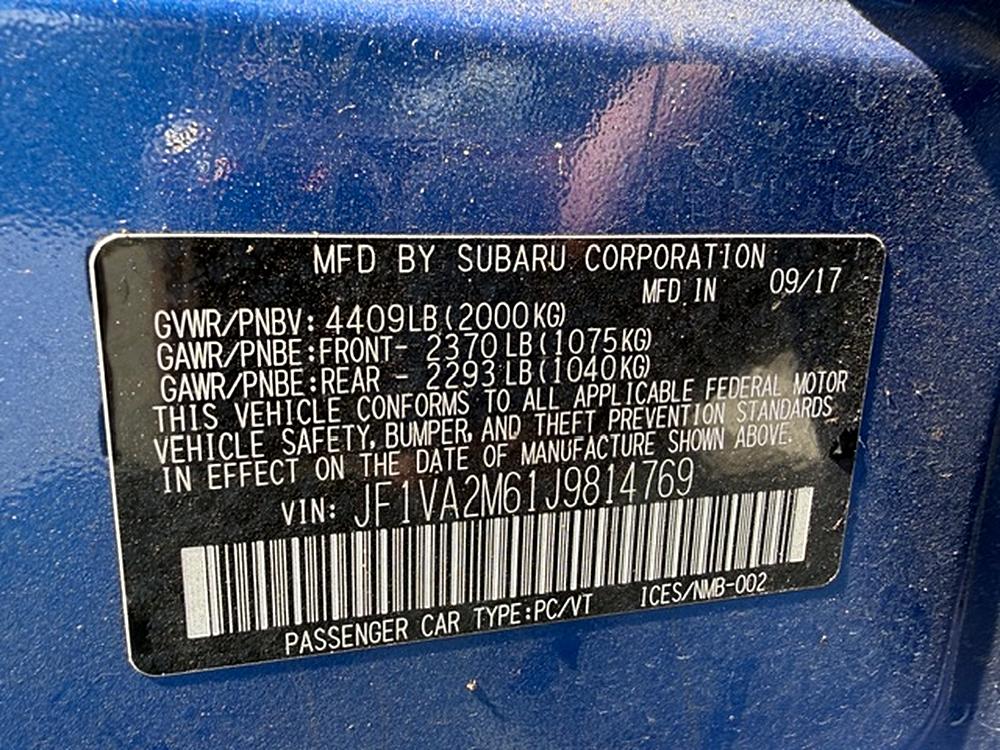 MFD BY SUBARU CORPORATION
MFD IN 09/17
GVWR/PNBV: 4409LB(2000KG)
GAWR/PNBE:FRONT- 2370LB(1075KG)
GAWR/PNBE:REAR - 2293LB(1040KG)
THIS VEHICLE CONFORMS TO ALL APPLICABLE FEDERAL MOTOR
VEHICLE SAFETY, BUMPER, AND THEFT PREVENTION STANDARDS
IN EFFECT ON THE DATE OF MANUFACTURE SHOWN ABOVE.
VIN: JF1VA2M61J9814769
PASSENGER CAR TYPE:PC/VT ICES/NMB-002